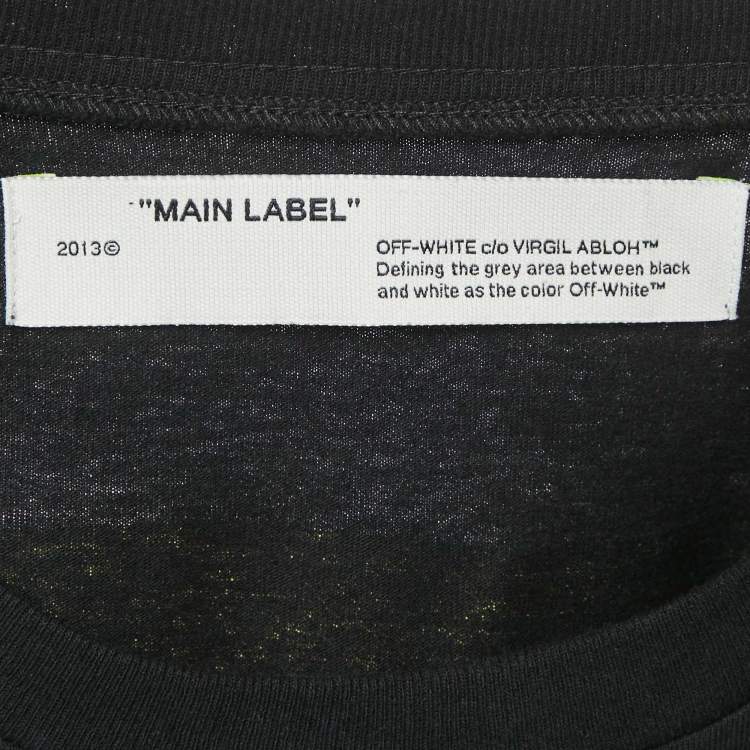 "MAIN LABEL"
2013© OFF-WHITE c/o VIRGIL ABLOH™
Defining the grey area between black
and white as the color Off-White™